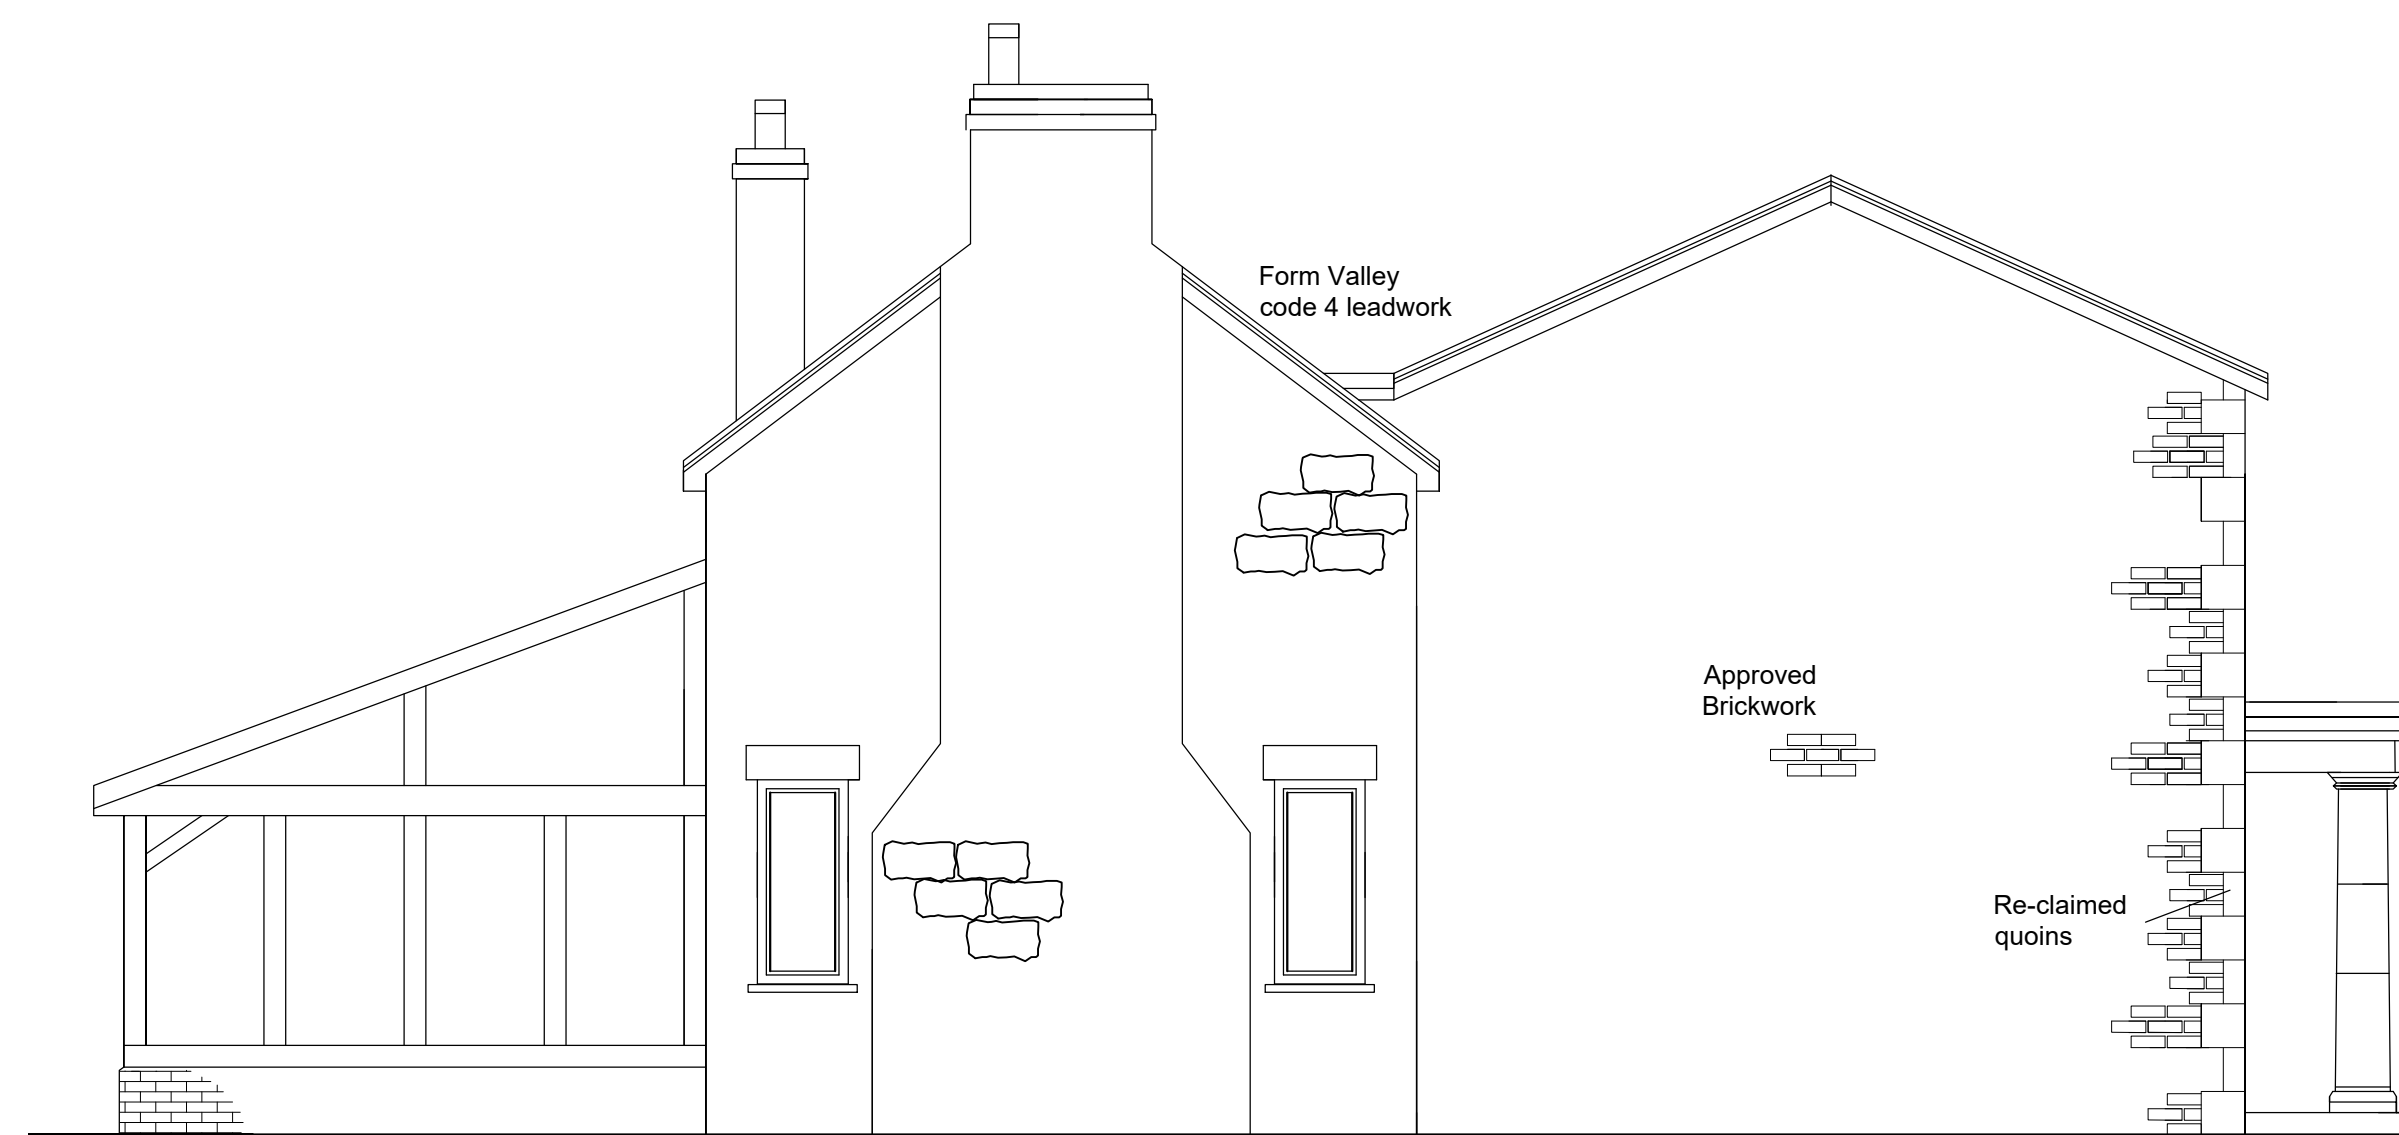 Form Valley
code 4 leadwork
Approved
Brickwork
Re-claimed
quoins